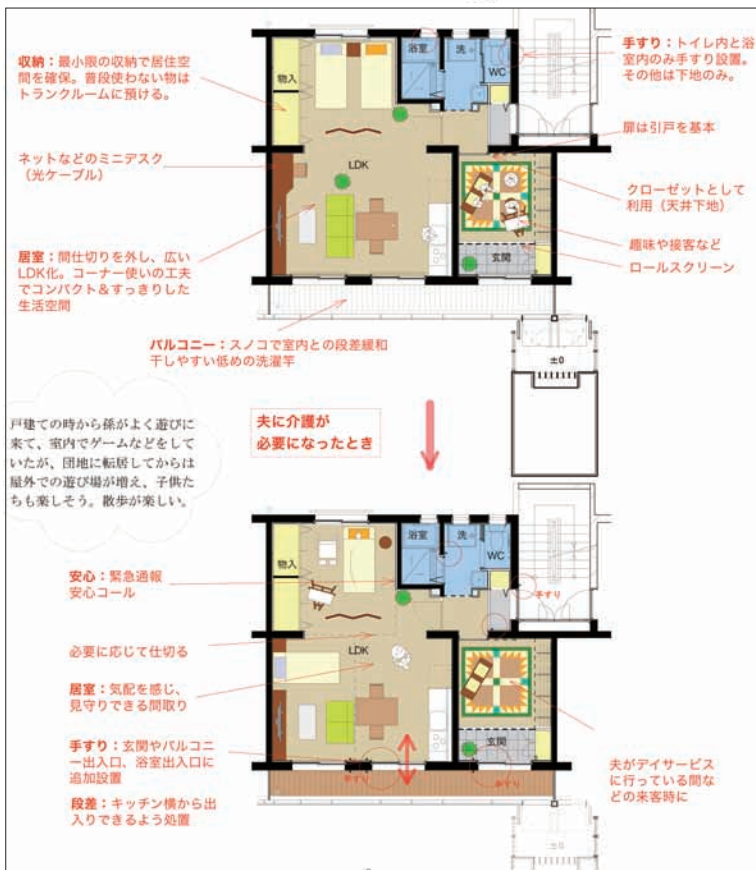 収納：最小限の収納で居住空
間を確保。普段使わない物は
トランクルームに預ける。
手すり：トイレ内と浴
室内のみ手すり設置。
その他は下地のみ。
浴室
洗
WC
物入
扉は引戸を基本
ネットなどのミニデスク
（光ケーブル）
LDK
クローゼットとして
利用（天井下地）
居室：間仕切りを外し、広い
LDK化。コーナー使いの工夫
でコンパクト＆すっきりした
生活空間
趣味や接客など
玄関
ロールスクリーン
バルコニー：スノコで室内との段差緩和
干しやすい低めの洗濯竿
±0
戸建ての時から孫がよく遊びに
来て、室内でゲームなどをして
いたが、団地に転居してからは
屋外での遊び場が増え、子供た
ちも楽しそう。散歩が楽しい。
夫に介護が
必要になったとき
浴室
洗
WC
物入
安心：緊急通報
安心コール
手すり
必要に応じて仕切る
LDK
居室：気配を感じ、
見守りできる間取り
手すり：玄関やバルコニ
ー出入口、浴室出入口に
追加設置
玄関
夫がデイサービス
に行っている間な
どの来客時に
手すり
手すり
段差：キッチン横から出
入りできるよう処置
±0